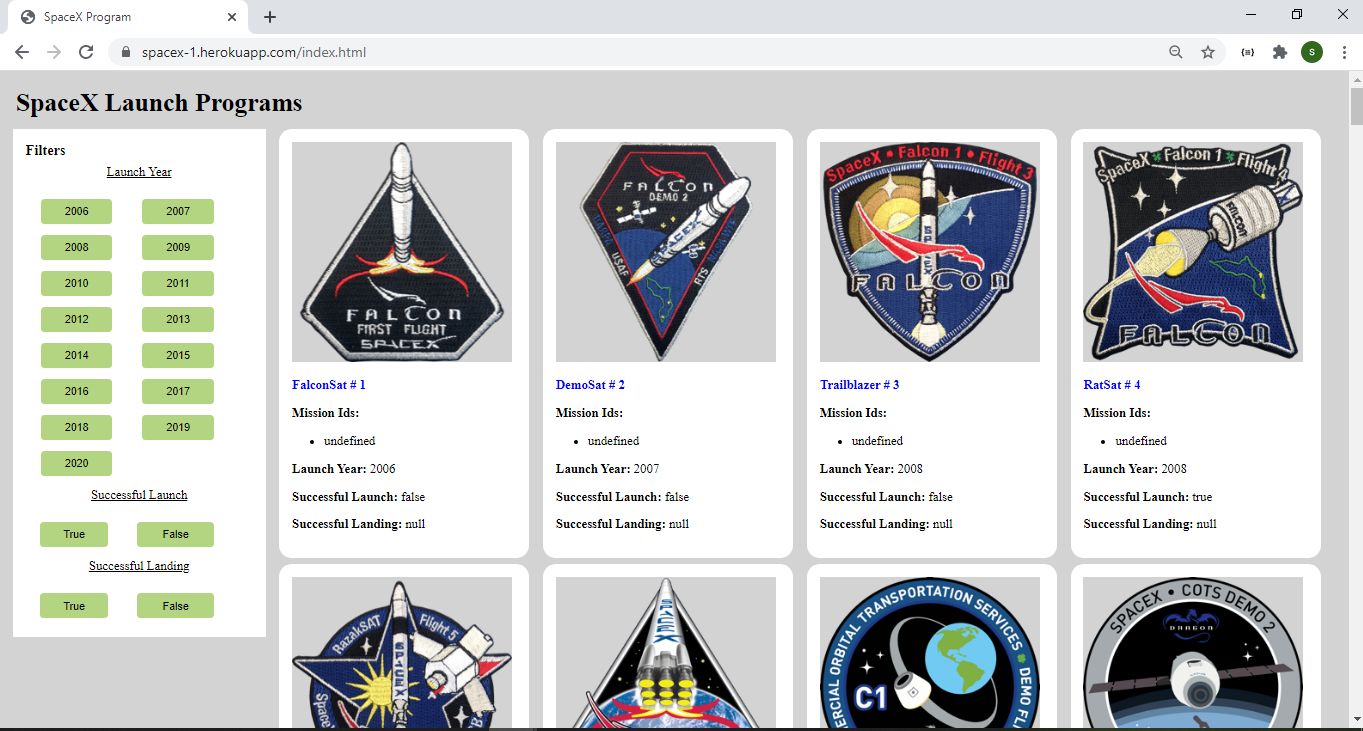 SpaceX Program
spacex-1.herokuapp.com/index.html
S
SpaceX Launch Programs
Filters
Launch Year
2006 2007
2008 2009
2010 2011
2012 2013
2014 2015
2016 2017
2018 2019
2020
Successful Launch
True False
Successful Landing
True False
FALCON
FIRST FLIGHT
SPACEX
FalconSat # 1
Mission Ids:
undefined
Launch Year: 2006
Successful Launch: false
Successful Landing: null
FALCON
DEMO 2
SPACEX
USAF
RTS
DemoSat # 2
Mission Ids:
undefined
Launch Year: 2007
Successful Launch: false
Successful Landing: null
SpaceX • Falcon 1 • Flight 3
SPACEX
FALCON
Trailblazer # 3
Mission Ids:
undefined
Launch Year: 2008
Successful Launch: false
Successful Landing: null
SpaceX Falcon 1 Flight 4
FALCON
FALCON
RatSat # 4
Mission Ids:
undefined
Launch Year: 2008
Successful Launch: true
Successful Landing: null
RazakSAT Flight 5
SPACEX
SPACEX
ORBITAL TRANSPORTATION SERVICES
DEMO
C1
SPACEX • COTS DEMO 2
DRAGON